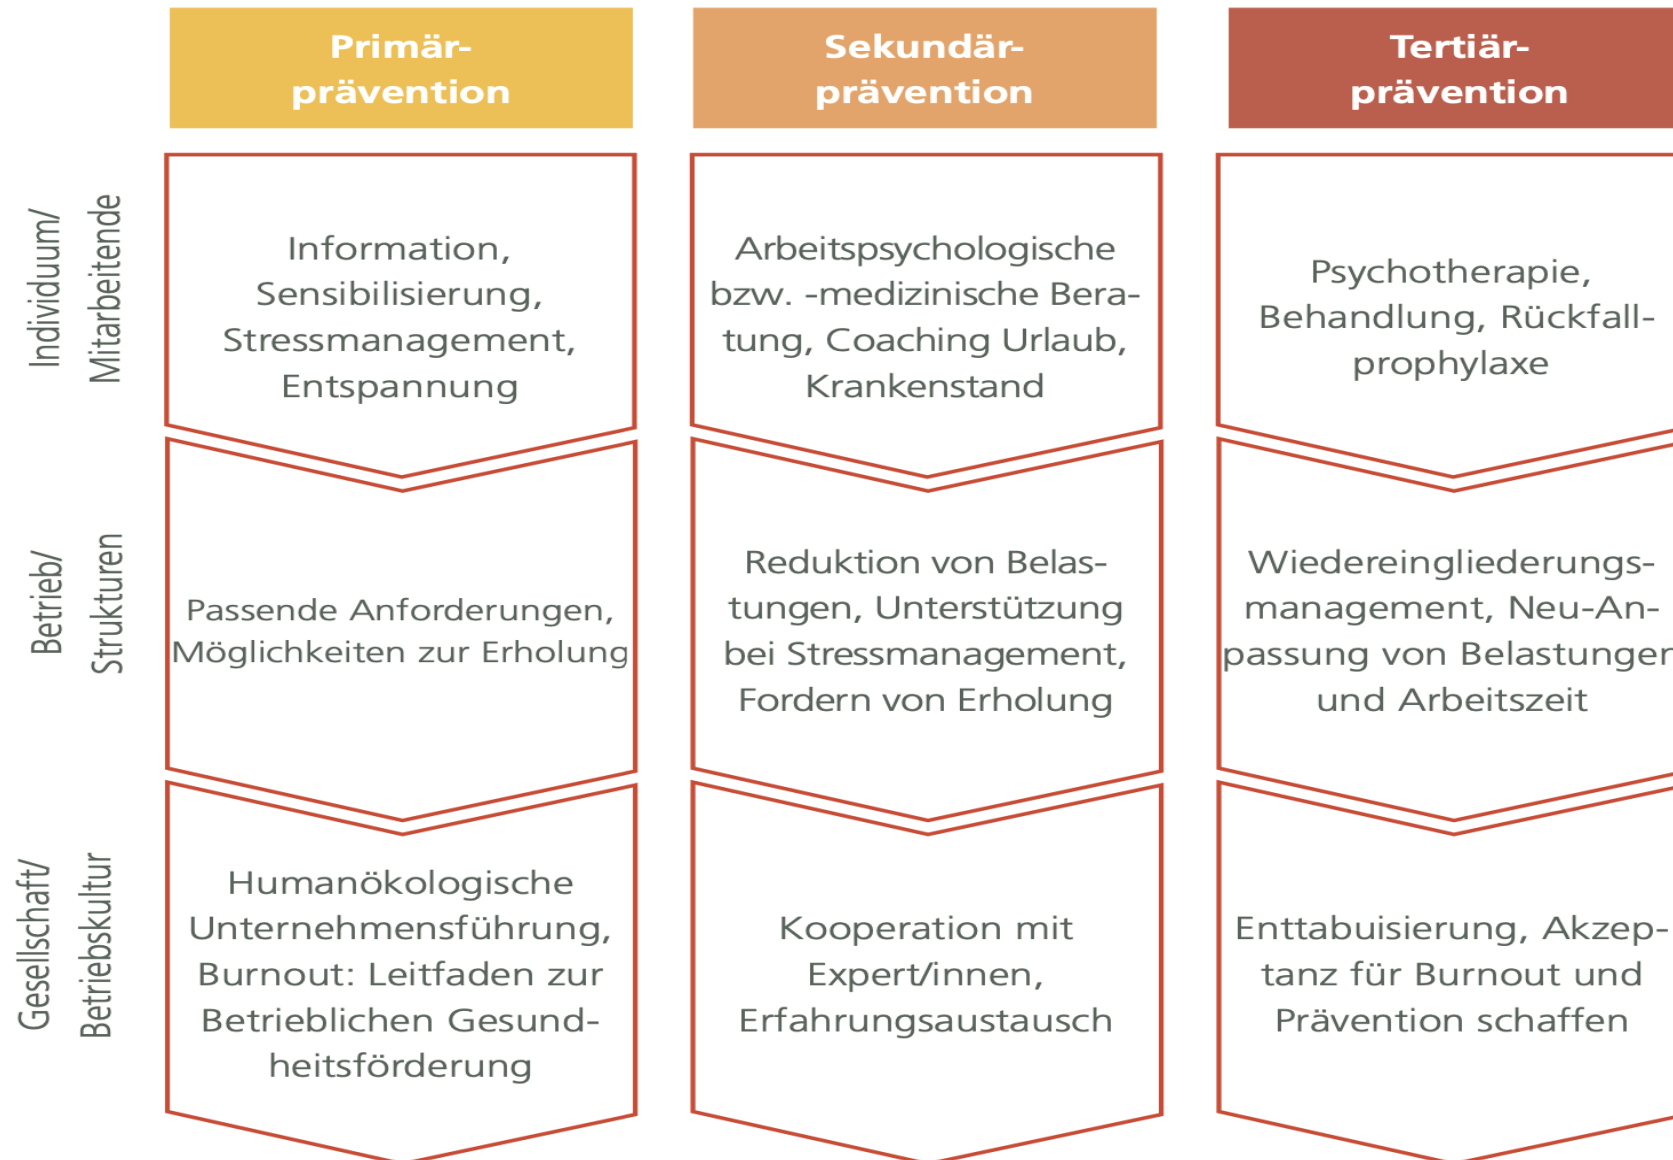 Primär-
prävention
Sekundär-
prävention
Tertiär-
prävention
Individuum/
Mitarbeitende
Information,
Sensibilisierung,
Stressmanagement,
Entspannung
Arbeitspsychologische
bzw. -medizinische Bera-
tung, Coaching Urlaub,
Krankenstand
Psychotherapie,
Behandlung, Rückfall-
prophylaxe
Betrieb/
Strukturen
Passende Anforderungen,
Möglichkeiten zur Erholung
Reduktion von Belas-
tungen, Unterstützung
bei Stressmanagement,
Fordern von Erholung
Wiedereingliederungs-
management, Neu-An-
passung von Belastungen
und Arbeitszeit
Gesellschaft/
Betriebskultur
Humanökologische
Unternehmensführung,
Burnout: Leitfaden zur
Betrieblichen Gesund-
heitsförderung
Kooperation mit
Expert/innen,
Erfahrungsaustausch
Enttabuisierung, Akzep-
tanz für Burnout und
Prävention schaffen